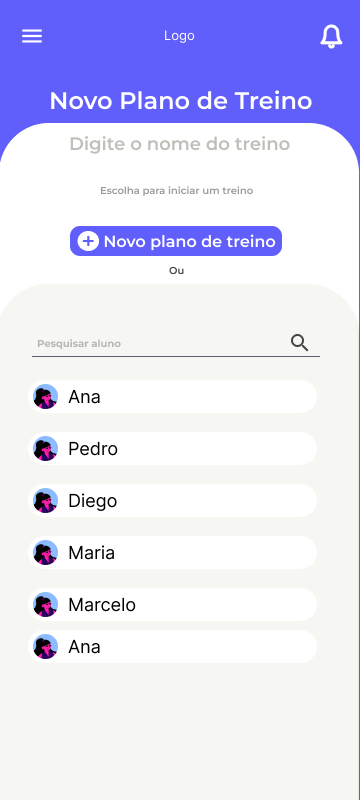 Logo
Novo Plano de Treino
Digite o nome do treino
Escolha para iniciar um treino
Novo plano de treino
Ou
Pesquisar aluno
Ana
Pedro
Diego
Maria
Marcelo
Ana